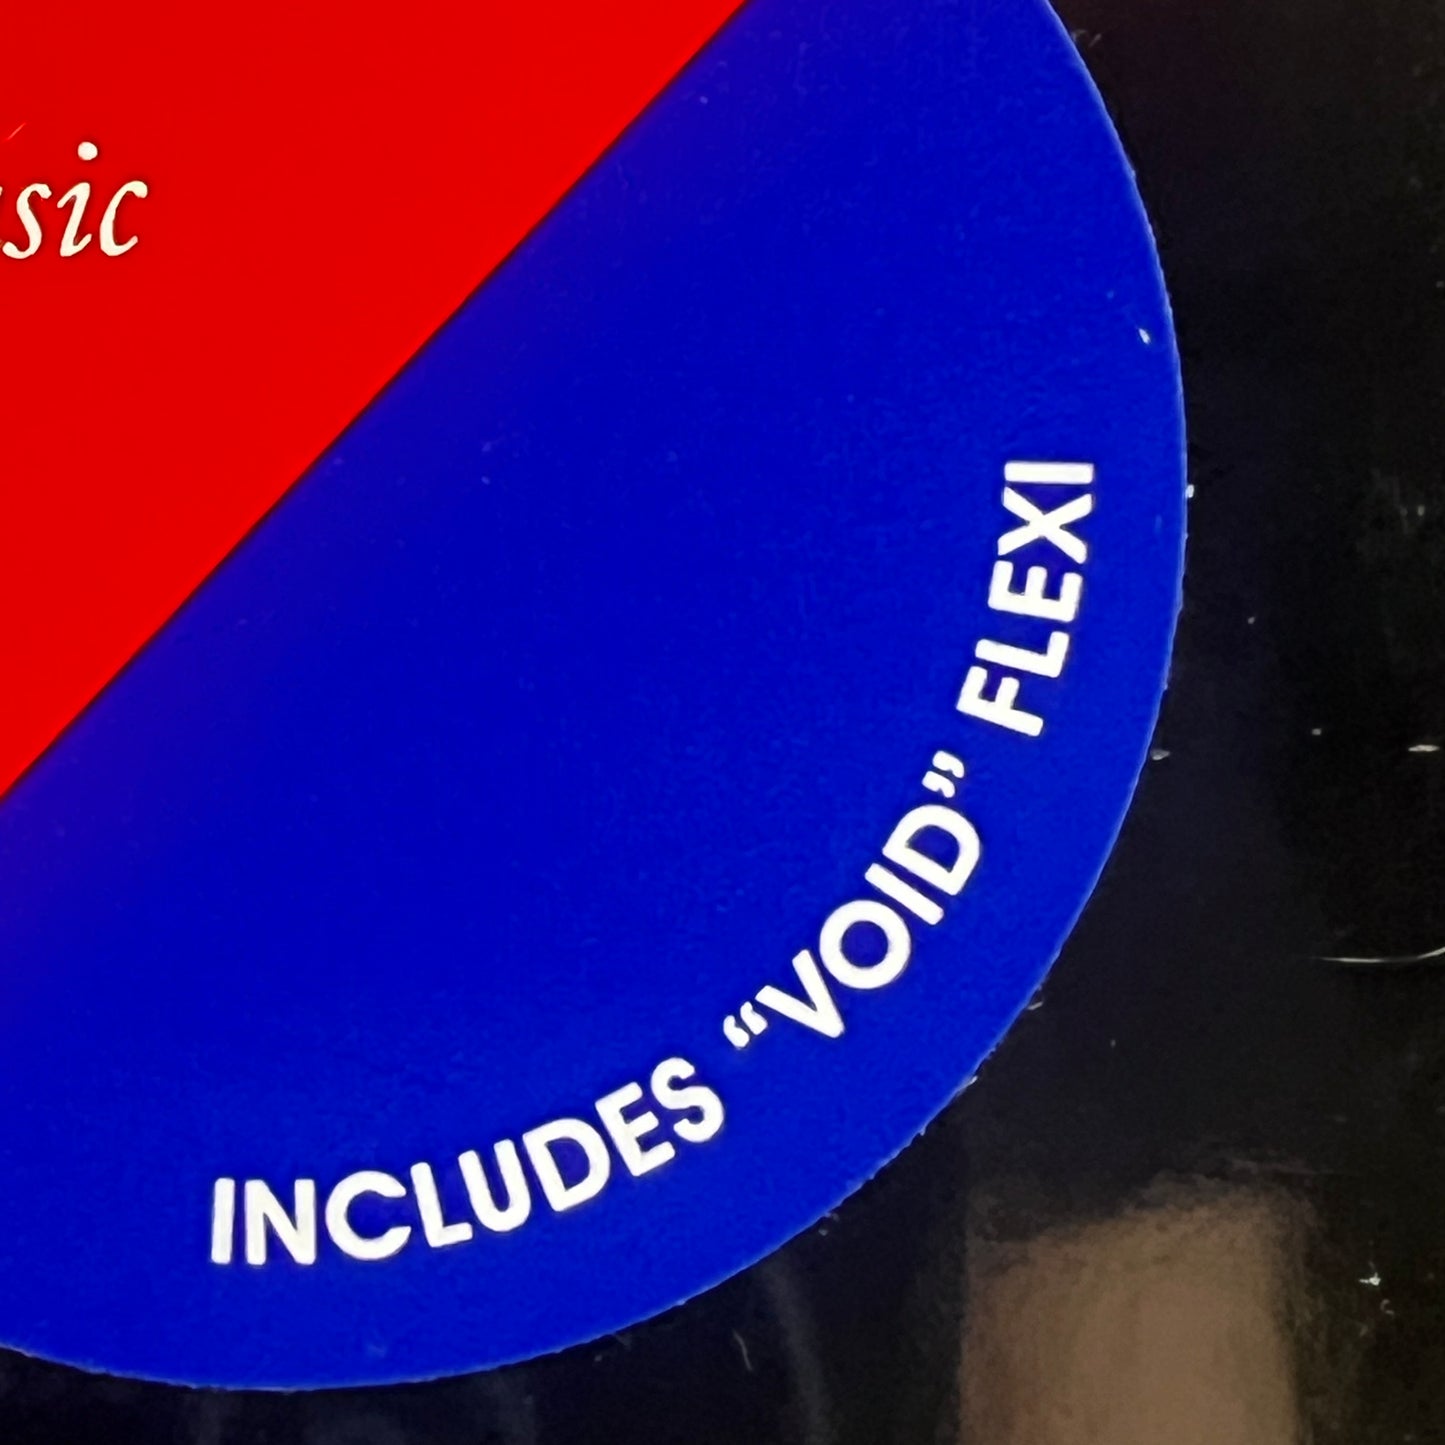 sic
INCLUDES “VOID” FLEXI